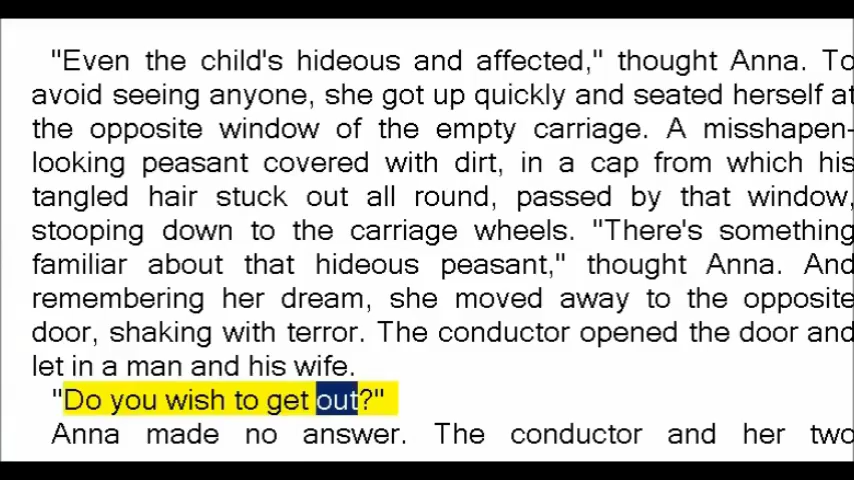 "Even the child's hideous and affected," thought Anna. To
avoid seeing anyone, she got up quickly and seated herself at
the opposite window of the empty carriage. A misshapen-
looking peasant covered with dirt, in a cap from which his
tangled hair stuck out all round, passed by that window,
stooping down to the carriage wheels. "There's something
familiar about that hideous peasant," thought Anna. And
remembering her dream, she moved away to the opposite
door, shaking with terror. The conductor opened the door and
let in a man and his wife.
"Do you wish to get out?"
Anna made no answer. The conductor and her two